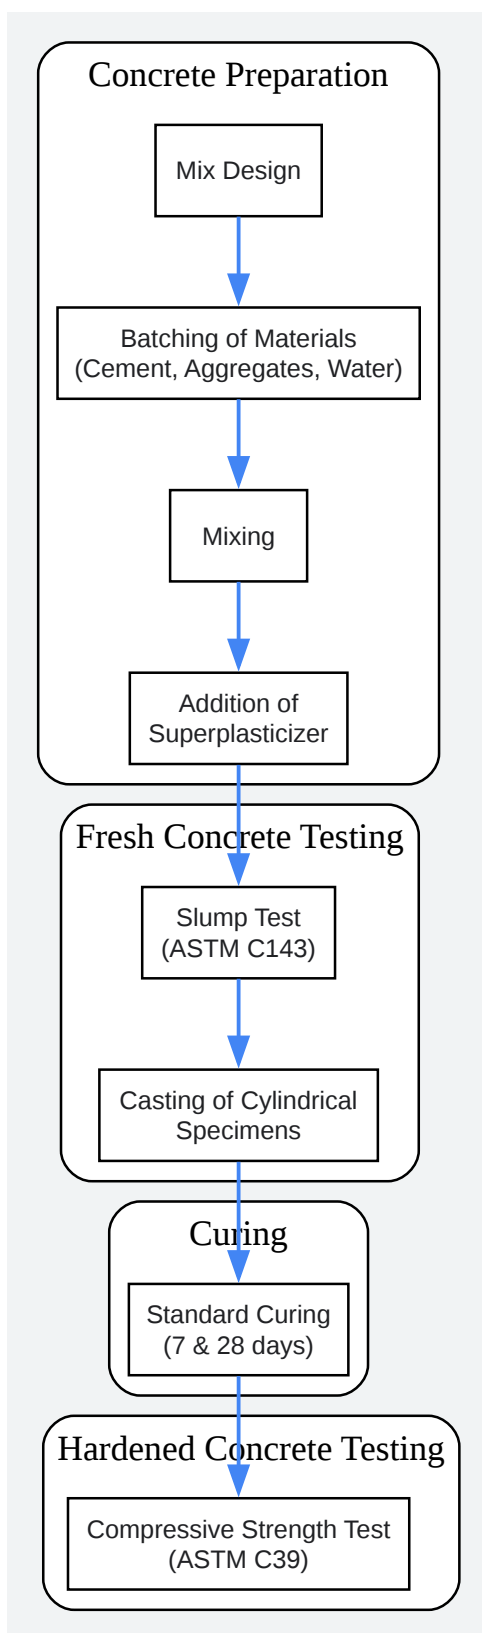 Concrete Preparation
Mix Design
Batching of Materials
(Cement, Aggregates, Water)
Mixing
Addition of
Superplasticizer
Fresh Concrete Testing
Slump Test
(ASTM C143)
Casting of Cylindrical
Specimens
Curing
Standard Curing
(7 & 28 days)
Hardened Concrete Testing
Compressive Strength Test
(ASTM C39)